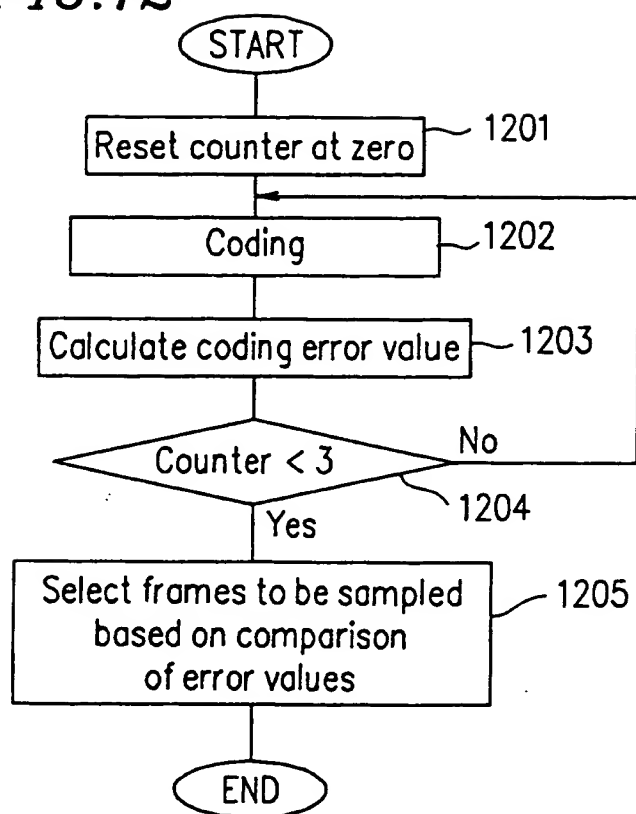 START
Reset counter at zero
1201
Coding
1202
Calculate coding error value
1203
Counter < 3
No
1204
Yes
Select frames to be sampled
based on comparison
of error values
1205
END